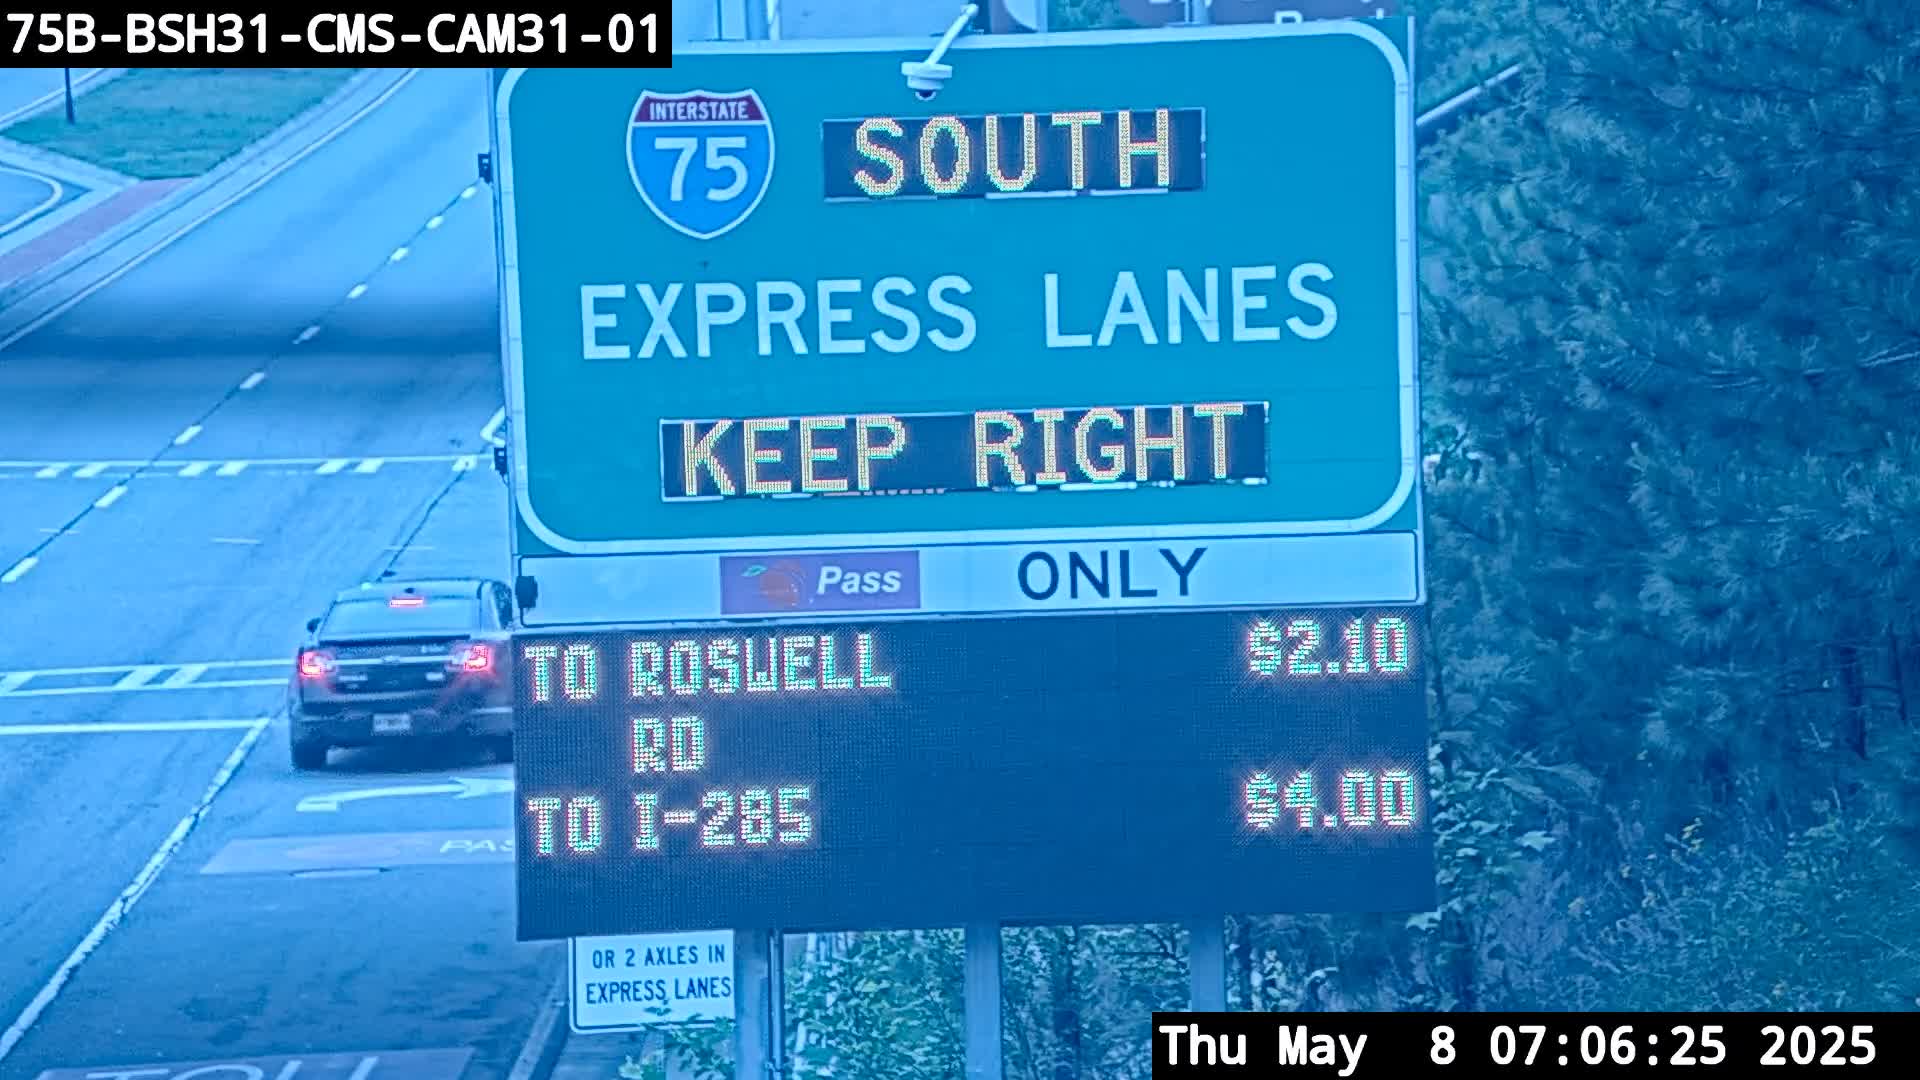 75B-BSH31-CMS-CAM31-01
INTERSTATE
75
SOUTH
EXPRESS LANES
KEEP RIGHT
Pass ONLY
TO ROSWELL $2.10
RD
TO I-285 $4.00
OR 2 AXLES IN
EXPRESS LANES
TOLL
Thu May 8 07:06:25 2025